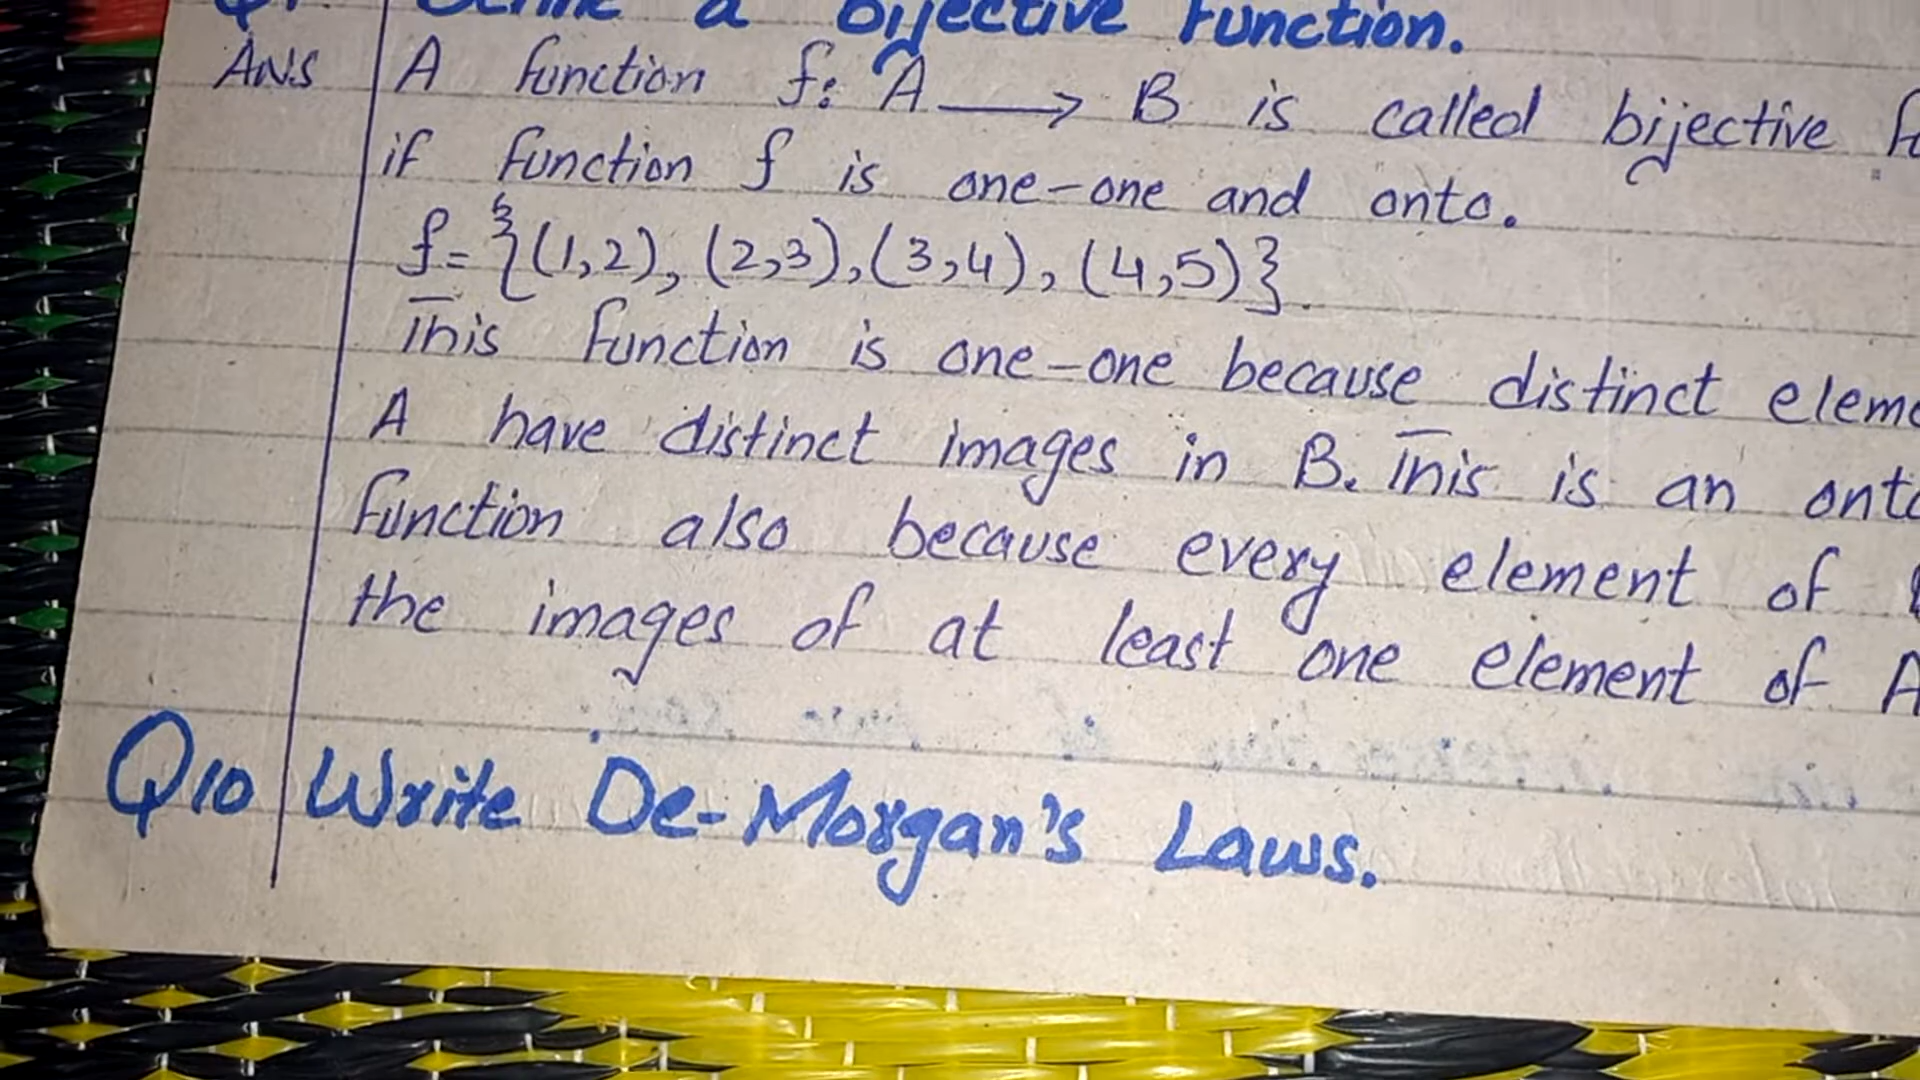 a bijective Function.
Ans A function f: A → B is called bijective
if function f is one-one and onto.
f= {(1,2), (2,3), (3,4), (4,5)}.
This function is one-one because distinct
A have distinct images in B. This is an onto
function also because every element of
the images of at least one element of A
Q10 Write De-Morgan's Laws.